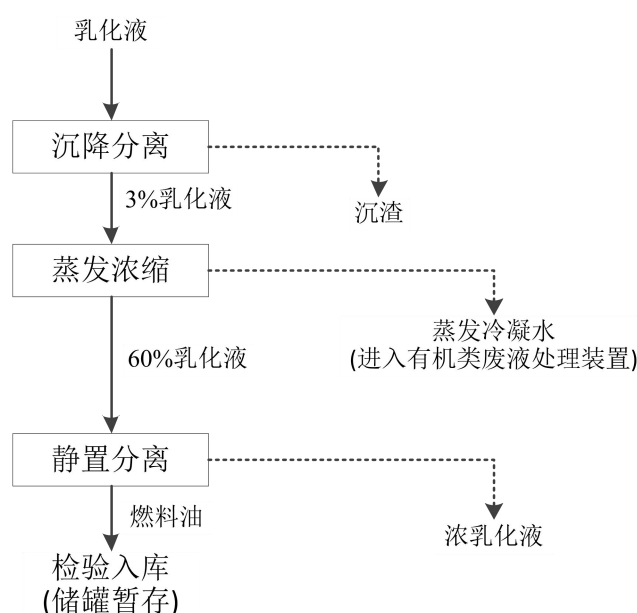 乳化液
沉降分离
3%乳化液
沉渣
蒸发浓缩
蒸发冷凝水
(进入有机类废液处理装置)
60%乳化液
静置分离
燃料油
浓乳化液
检验入库
(储罐暂存)